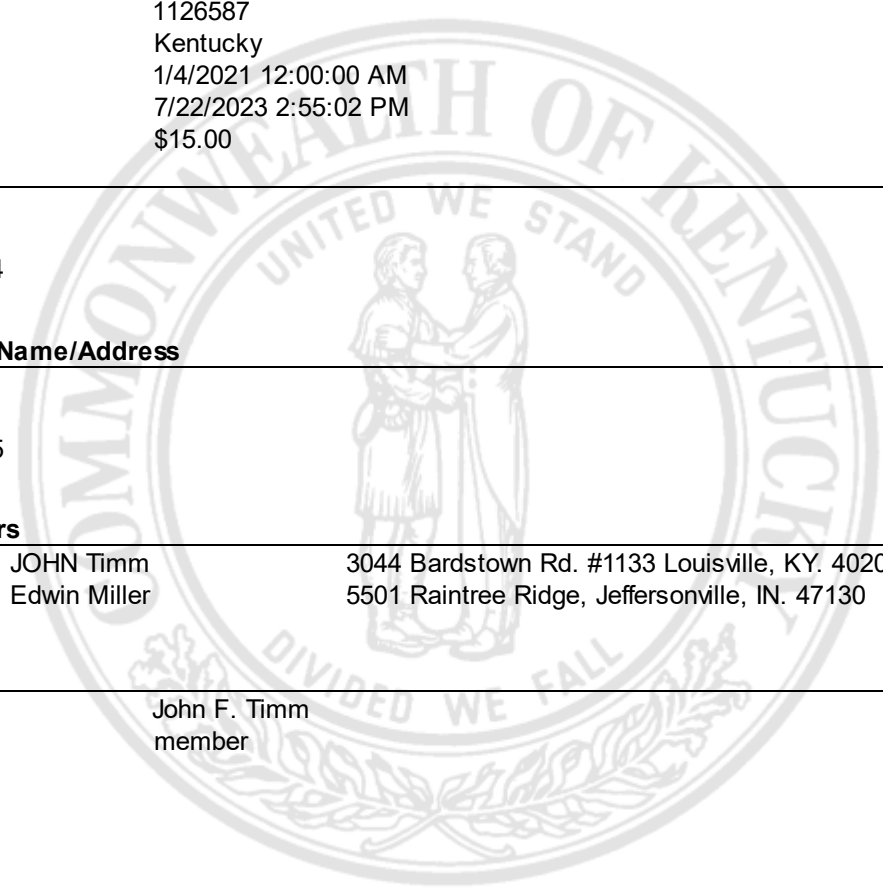 1126587
Kentucky
1/4/2021 12:00:00 AM
7/22/2023 2:55:02 PM
$15.00
COMMONWEALTH OF KENTUCKY
UNITED WE STAND
4
Name/Address
5
rs
JOHN Timm 3044 Bardstown Rd. #1133 Louisville, KY. 4020
Edwin Miller 5501 Raintree Ridge, Jeffersonville, IN. 47130
DIVIDED WE FALL
John F. Timm
member